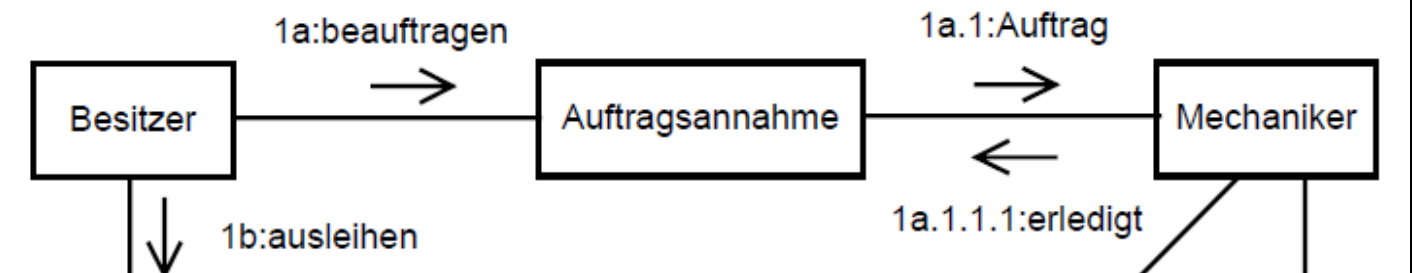 1a:beauftragen
1a.1:Auftrag
Besitzer
Auftragsannahme
Mechaniker
1a.1.1.1:erledigt
1b:ausleihen